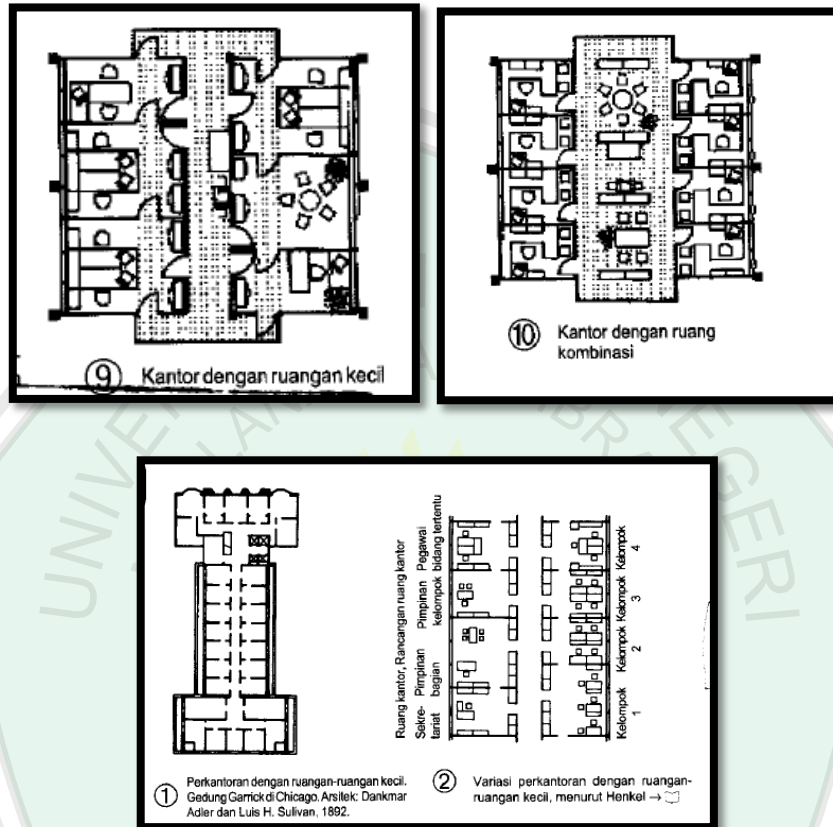 9 Kantor dengan ruangan kecil
10 Kantor dengan ruang
kombinasi
Ruang kantor, Rancangan ruang kantor
Sekre-
tariat
Pimpinan
bagian
Pimpinan
kelompok
Pegawai
bidang tertentu
Kelompok
1
Kelompok
2
Kelompok
3
Kelompok
4
1 Perkantoran dengan ruangan-ruangan kecil.
Gedung Garrick di Chicago. Arsitek: Dankmar
Adler dan Luis H. Sulivan, 1892.
2 Variasi perkantoran dengan ruangan-
ruangan kecil, menurut Henkel →